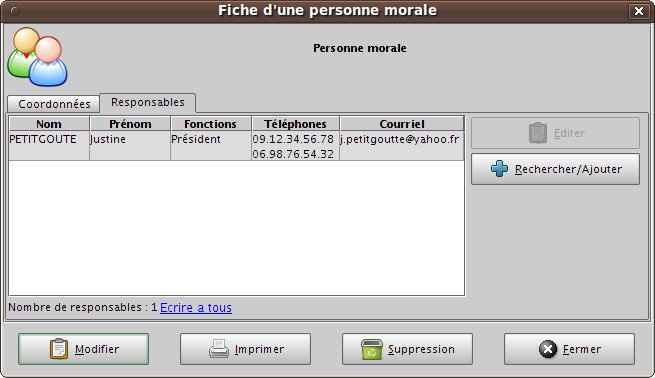 Fiche d'une personne morale
Personne morale
Coordonnées Responsables
Nom Prénom Fonctions Téléphones Courriel
PETITGOUTE Justine Président 09.12.34.56.78 j.petitgoutte@yahoo.fr
06.98.76.54.32
Editer
Rechercher/Ajouter
Nombre de responsables : 1 Ecrire a tous
Modifier Imprimer Suppression Fermer